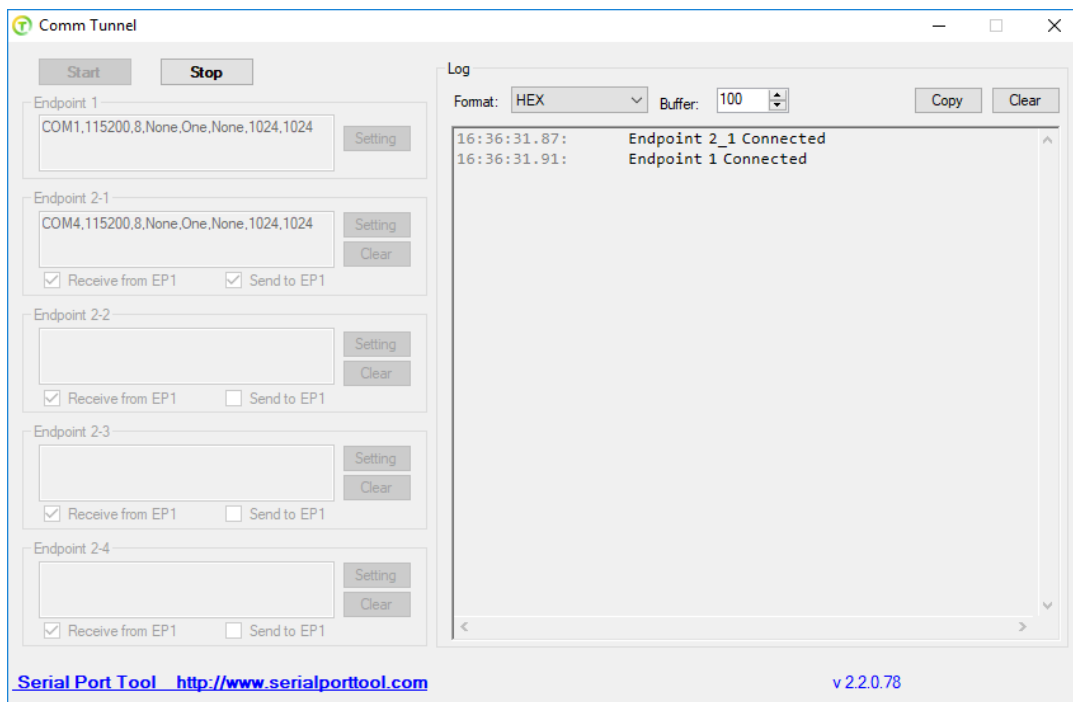 Comm Tunnel
Start Stop
Endpoint 1
COM1,115200,8,None,One,None,1024,1024
Setting
Endpoint 2-1
COM4,115200,8,None,One,None,1024,1024
Setting
Clear
Receive from EP1 Send to EP1
Endpoint 2-2
Setting
Clear
Receive from EP1 Send to EP1
Endpoint 2-3
Setting
Clear
Receive from EP1 Send to EP1
Endpoint 2-4
Setting
Clear
Receive from EP1 Send to EP1
Log
Format: HEX Buffer: 100 Copy Clear
16:36:31.87: Endpoint 2_1 Connected
16:36:31.91: Endpoint 1 Connected
Serial Port Tool http://www.serialporttool.com
v 2.2.0.78